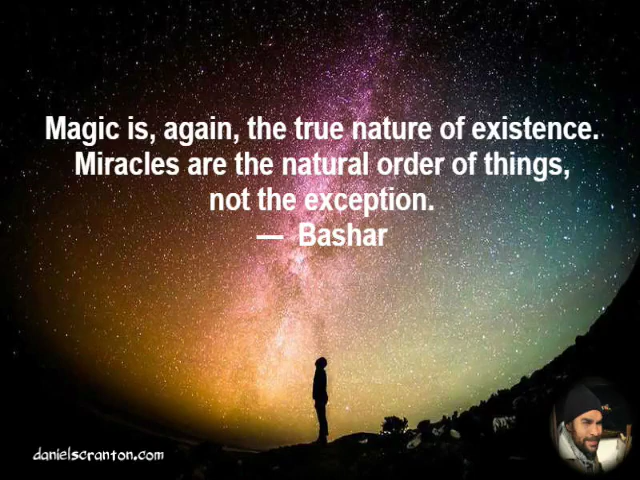 Magic is, again, the true nature of existence.
Miracles are the natural order of things,
not the exception.
— Bashar
danielscranton.com